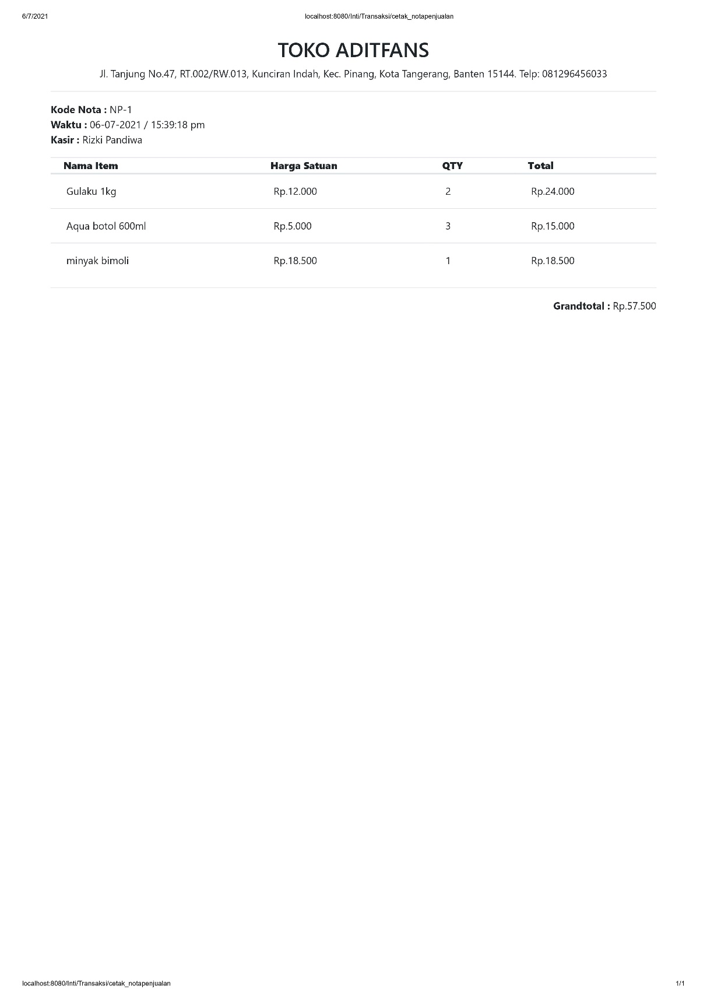 6/7/2021 localhost:8080/Inti/Transaksi/cetak_notapenjualan
TOKO ADITFANS
Jl. Tanjung No.47, RT.002/RW.013, Kunciran Indah, Kec. Pinang, Kota Tangerang, Banten 15144. Telp: 081296456033
Kode Nota : NP-1
Waktu : 06-07-2021 / 15:39:18 pm
Kasir : Rizki Pandiwa
Nama Item Harga Satuan QTY Total
Gulaku 1kg Rp.12.000 2 Rp.24.000
Aqua botol 600ml Rp.5.000 3 Rp.15.000
minyak bimoli Rp.18.500 1 Rp.18.500
Grandtotal : Rp.57.500
localhost:8080/Inti/Transaksi/cetak_notapenjualan 1/1